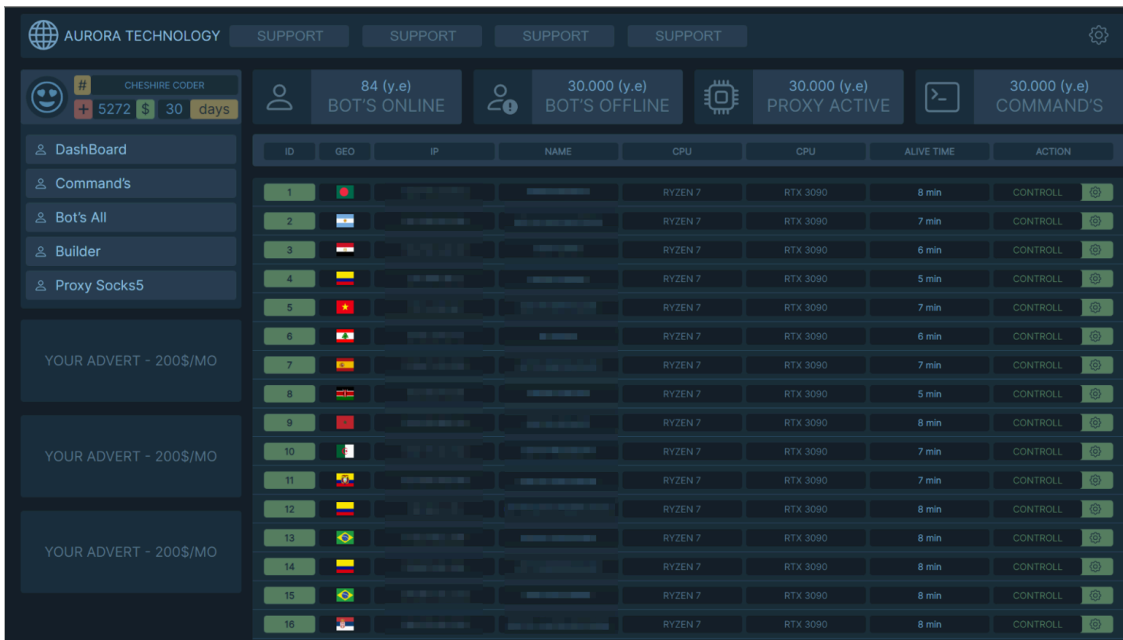 AURORA TECHNOLOGY SUPPORT SUPPORT SUPPORT SUPPORT
# CHESHIRE CODER
+ 5272 $ 30 days
84 (y.e)
BOT'S ONLINE
30.000 (y.e)
BOT'S OFFLINE
30.000 (y.e)
PROXY ACTIVE
30.000 (y.e)
COMMAND'S
DashBoard
Command's
Bot's All
Builder
Proxy Socks5
YOUR ADVERT - 200$/MO
YOUR ADVERT - 200$/MO
YOUR ADVERT - 200$/MO
ID GEO IP NAME CPU CPU ALIVE TIME ACTION
1 RYZEN 7 RTX 3090 8 min CONTROLL
2 RYZEN 7 RTX 3090 7 min CONTROLL
3 RYZEN 7 RTX 3090 6 min CONTROLL
4 RYZEN 7 RTX 3090 5 min CONTROLL
5 RYZEN 7 RTX 3090 7 min CONTROLL
6 RYZEN 7 RTX 3090 6 min CONTROLL
7 RYZEN 7 RTX 3090 7 min CONTROLL
8 RYZEN 7 RTX 3090 5 min CONTROLL
9 RYZEN 7 RTX 3090 8 min CONTROLL
10 RYZEN 7 RTX 3090 7 min CONTROLL
11 RYZEN 7 RTX 3090 7 min CONTROLL
12 RYZEN 7 RTX 3090 8 min CONTROLL
13 RYZEN 7 RTX 3090 8 min CONTROLL
14 RYZEN 7 RTX 3090 8 min CONTROLL
15 RYZEN 7 RTX 3090 8 min CONTROLL
16 RYZEN 7 RTX 3090 8 min CONTROLL